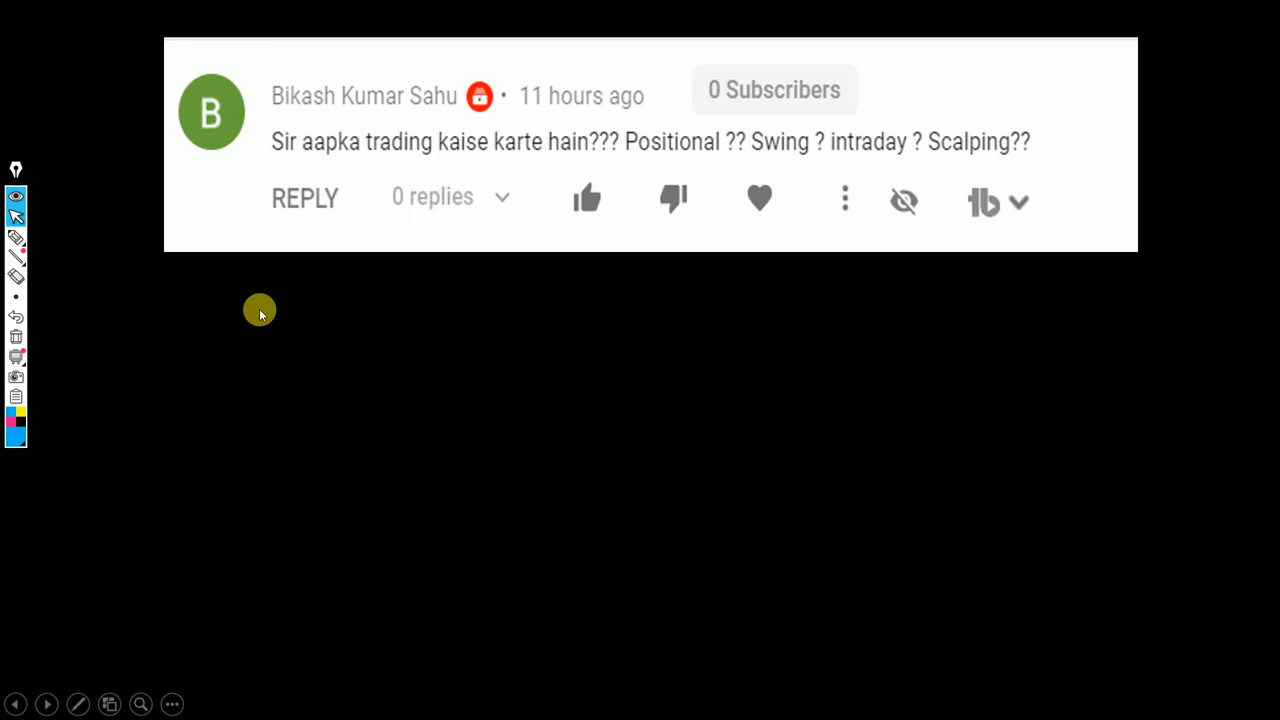 B
Bikash Kumar Sahu • 11 hours ago 0 Subscribers
Sir aapka trading kaise karte hain??? Positional ?? Swing ? intraday ? Scalping??
REPLY 0 replies